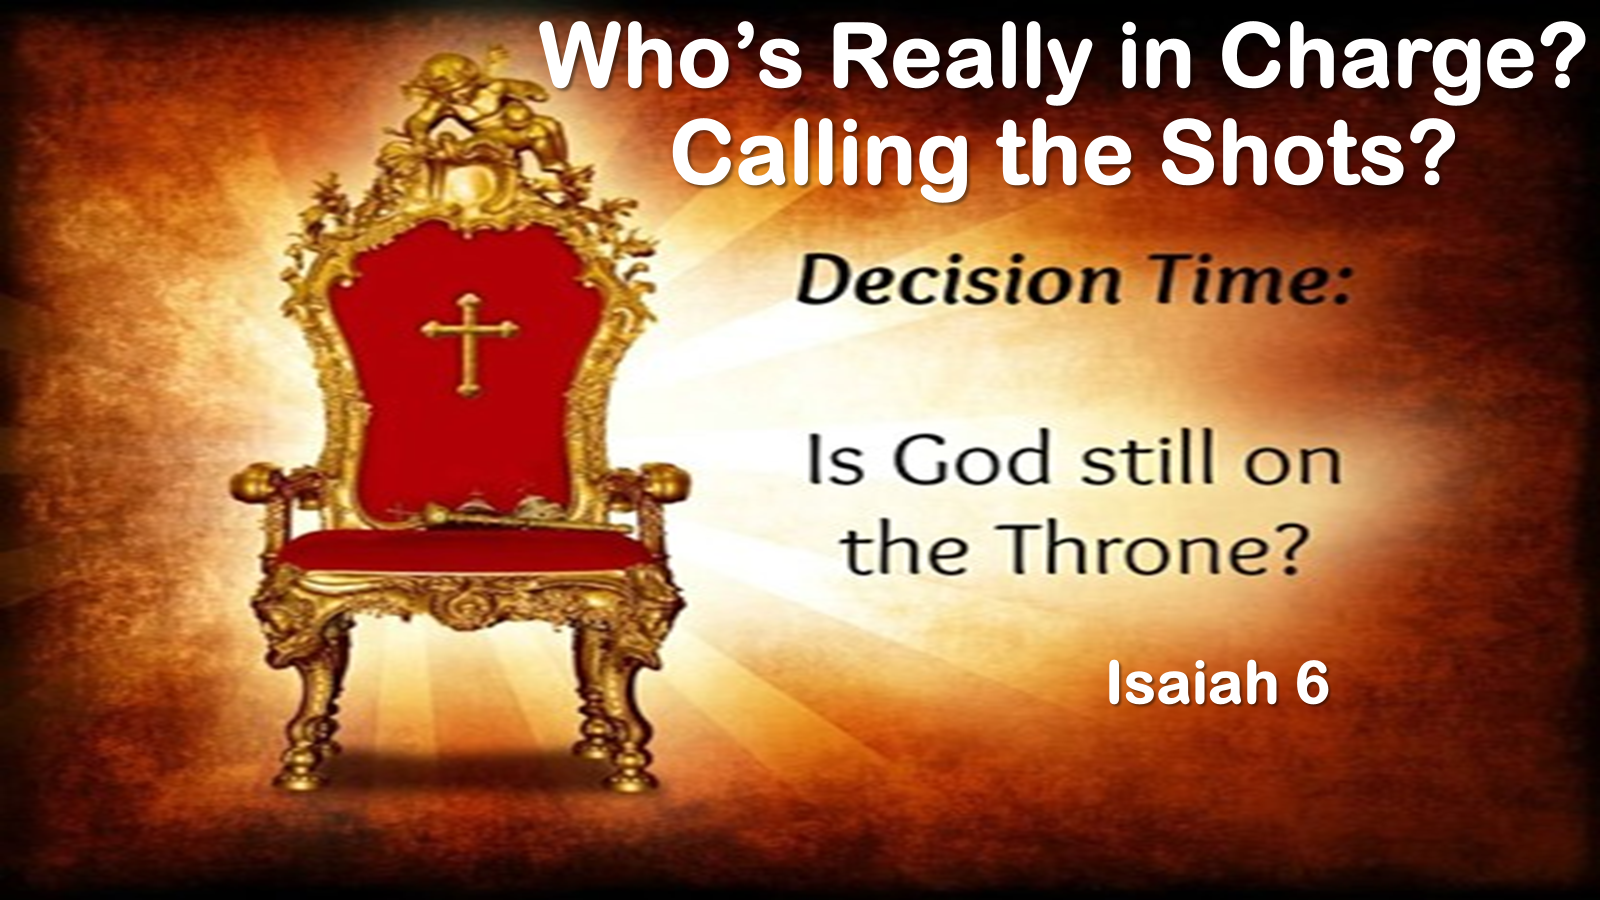 Who’s Really in Charge?
Calling the Shots?
Decision Time:
Is God still on
the Throne?
Isaiah 6